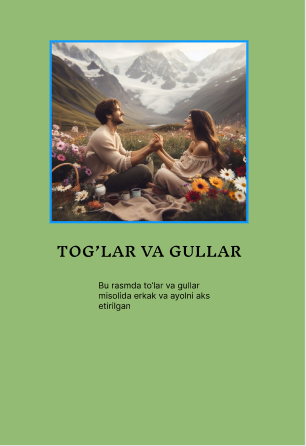 TOG'LAR VA GULLAR
Bu rasmda to'lar va gullar
misolida erkak va ayolni aks
etirilgan